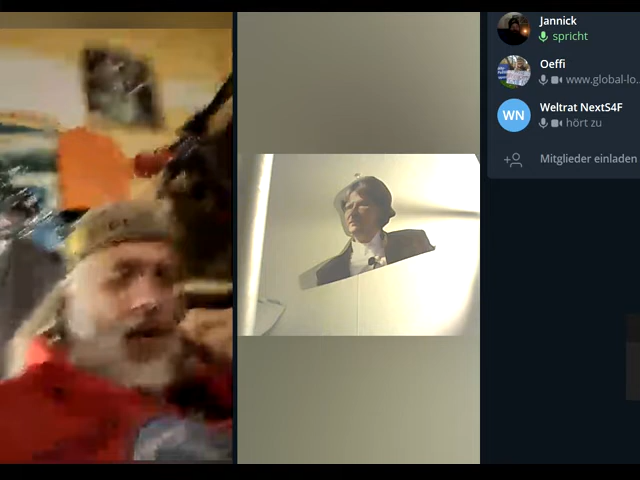 Jannick
spricht
Oeffi
www.global-lo...
WN
Weltrat NextS4F
hört zu
Mitglieder einladen